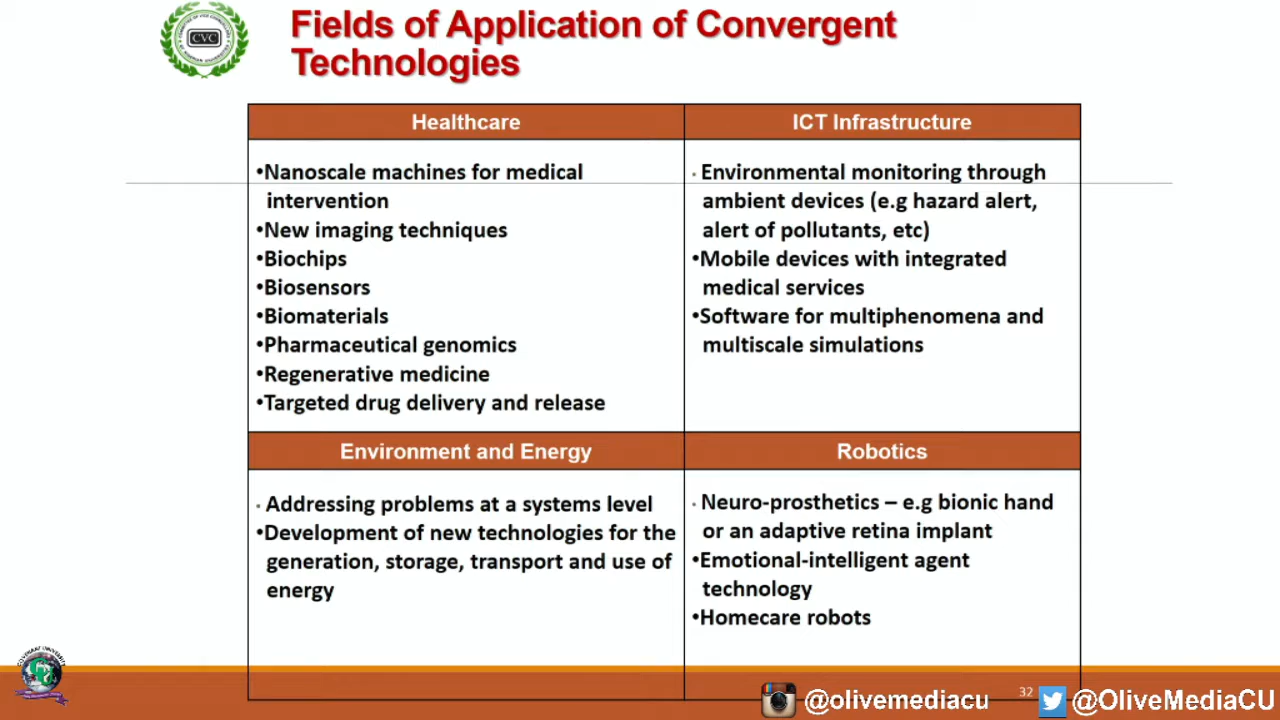 Fields of Application of Convergent
Technologies
CVC
Healthcare
•Nanoscale machines for medical
intervention
•New imaging techniques
•Biochips
•Biosensors
•Biomaterials
•Pharmaceutical genomics
•Regenerative medicine
•Targeted drug delivery and release
ICT Infrastructure
• Environmental monitoring through
ambient devices (e.g hazard alert,
alert of pollutants, etc)
•Mobile devices with integrated
medical services
•Software for multiphenomena and
multiscale simulations
Environment and Energy
• Addressing problems at a systems level
•Development of new technologies for the
generation, storage, transport and use of
energy
Robotics
• Neuro-prosthetics – e.g bionic hand
or an adaptive retina implant
•Emotional-intelligent agent
technology
•Homecare robots
COVENANT UNIVERSITY
@olivemediacu
32
@OliveMediaCU